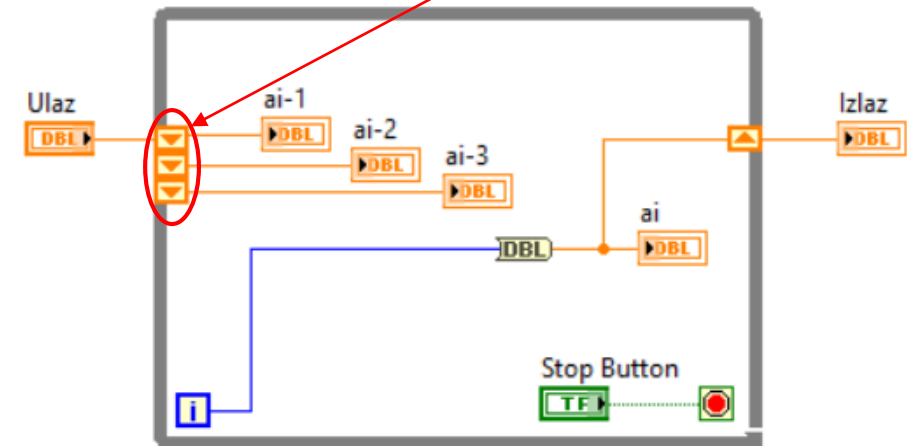 Ulaz
DBL
ai-1
DBL
ai-2
DBL
ai-3
DBL
Izlaz
DBL
ai
DBL
DBL
i
Stop Button
TF